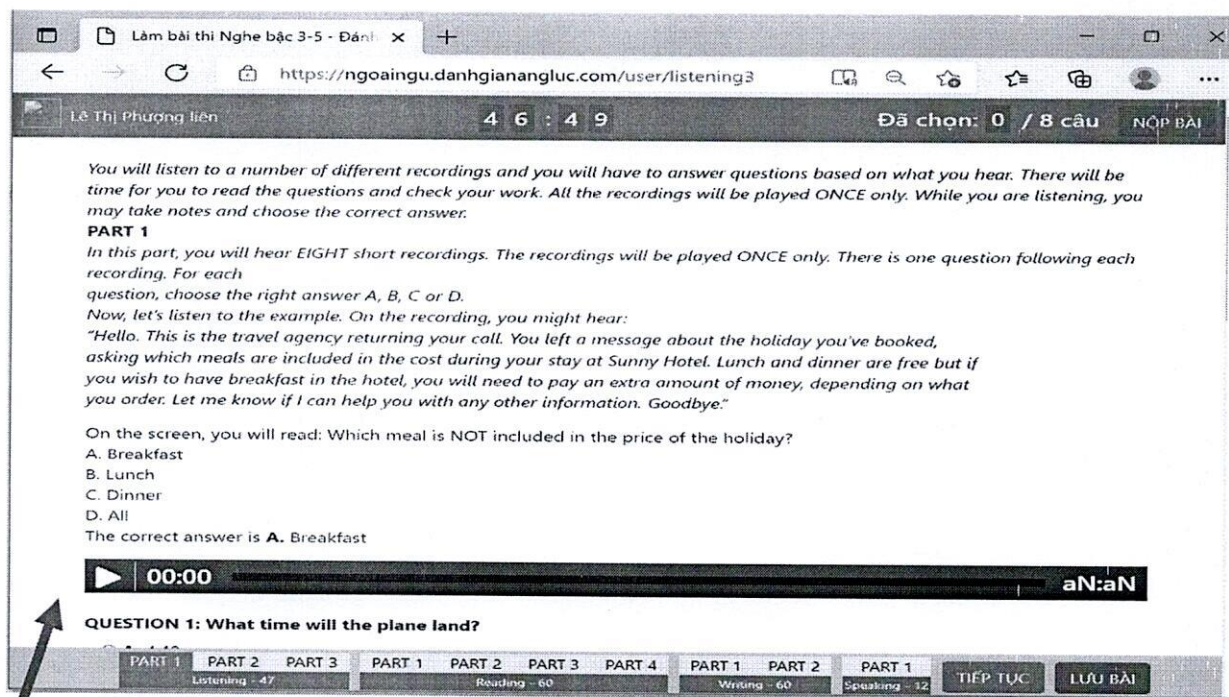 Làm bài thi Nghe bậc 3-5 - Đánh
https://ngoaingu.danhgianangluc.com/user/listening3
Lê Thị Phượng liên
46:49
Đã chọn: 0 / 8 câu
NỘP BÀI
You will listen to a number of different recordings and you will have to answer questions based on what you hear. There will be
time for you to read the questions and check your work. All the recordings will be played ONCE only. While you are listening, you
may take notes and choose the correct answer.
PART 1
In this part, you will hear EIGHT short recordings. The recordings will be played ONCE only. There is one question following each
recording. For each
question, choose the right answer A, B, C or D.
Now, let's listen to the example. On the recording, you might hear:
"Hello. This is the travel agency returning your call. You left a message about the holiday you've booked,
asking which meals are included in the cost during your stay at Sunny Hotel. Lunch and dinner are free but if
you wish to have breakfast in the hotel, you will need to pay an extra amount of money, depending on what
you order. Let me know if I can help you with any other information. Goodbye."
On the screen, you will read: Which meal is NOT included in the price of the holiday?
A. Breakfast
B. Lunch
C. Dinner
D. All
The correct answer is A. Breakfast
00:00
aN:aN
QUESTION 1: What time will the plane land?
PART 1 PART 2 PART 3 PART 1 PART 2 PART 3 PART 4 PART 1 PART 2 PART 1
Listening - 47 Reading - 60 Writing - 60 Speaking - 12
TIẾP TỤC
LƯU BÀI